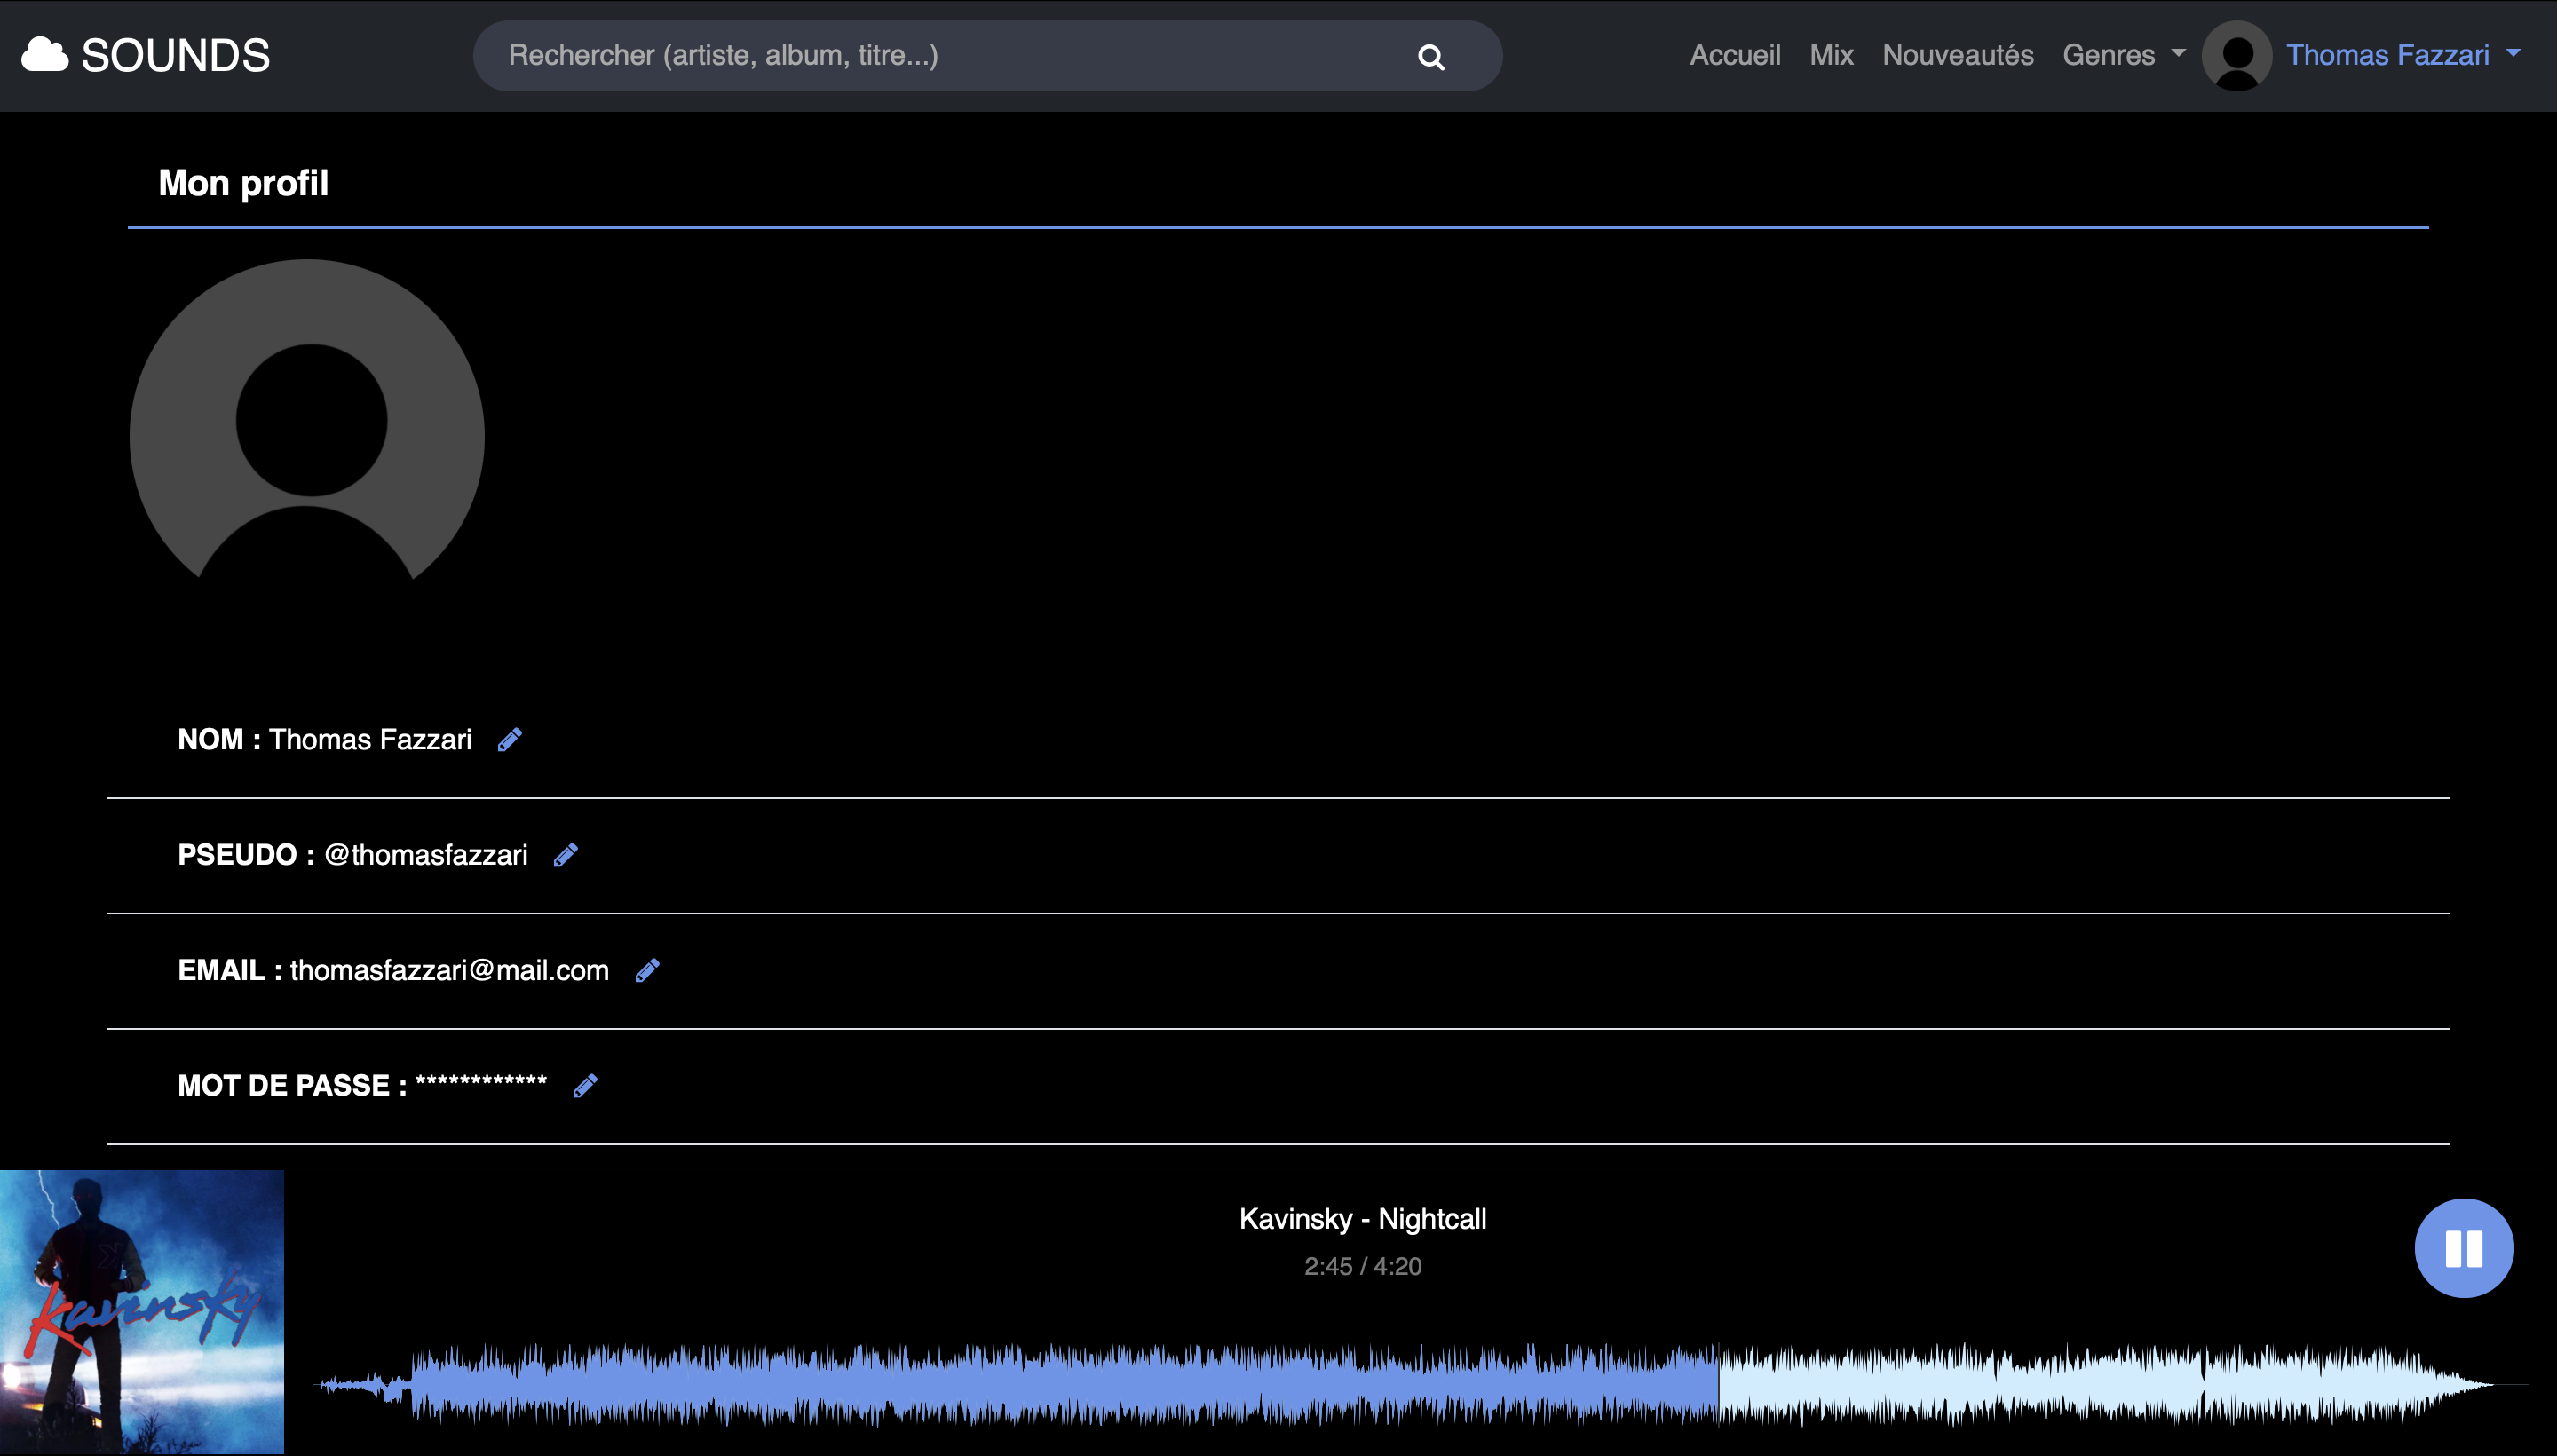 SOUNDS
Rechercher (artiste, album, titre...)
Accueil Mix Nouveautés Genres Thomas Fazzari
Mon profil
NOM : Thomas Fazzari
PSEUDO : @thomasfazzari
EMAIL : thomasfazzari@mail.com
MOT DE PASSE : ************
Kavinsky
Kavinsky - Nightcall
2:45 / 4:20